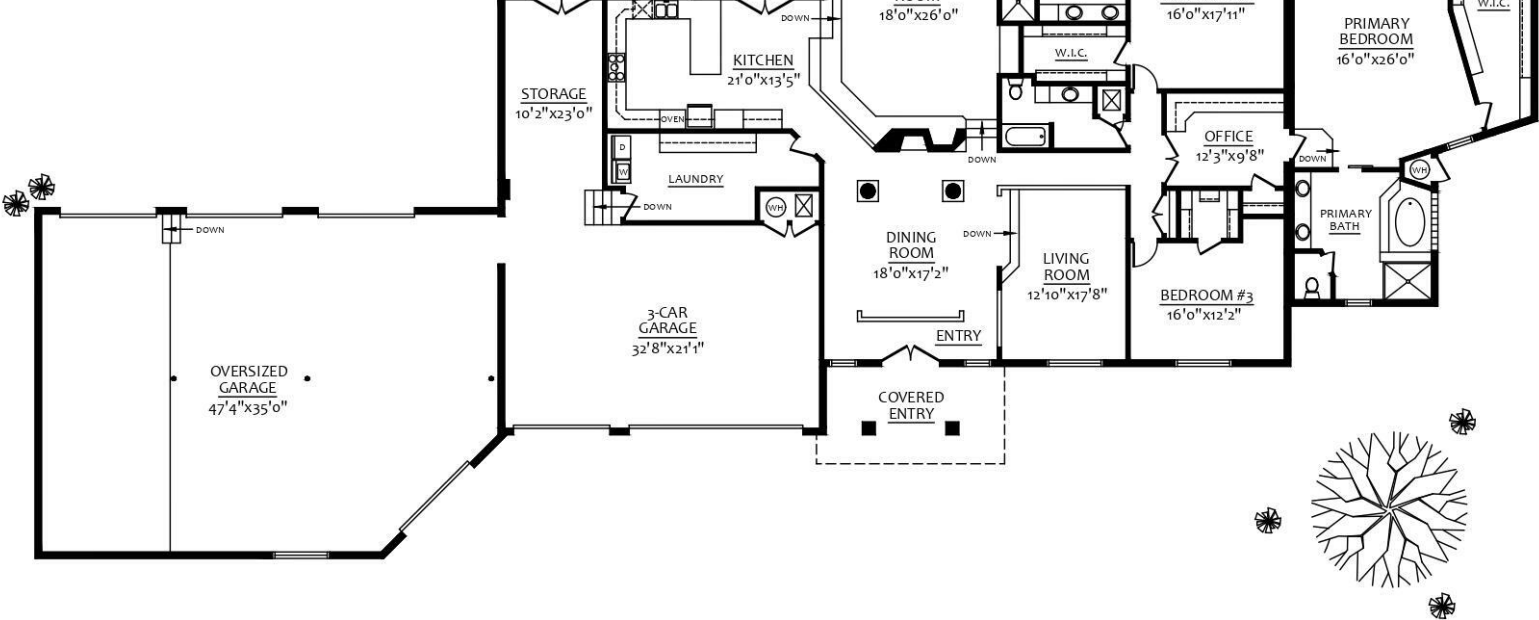 ROOM
18'0"x26'0"
DOWN
16'0"x17'11"
W.I.C.
PRIMARY
BEDROOM
16'0"x26'0"
W.I.C.
KITCHEN
21'0"x13'5"
STORAGE
10'2"x23'0"
OVEN
DOWN
OFFICE
12'3"x9'8"
DOWN
D
W
LAUNDRY
WH
DOWN
WH
DOWN
PRIMARY
BATH
DINING
ROOM
18'0"x17'2"
DOWN
LIVING
ROOM
12'10"x17'8"
BEDROOM #3
16'0"x12'2"
3-CAR
GARAGE
32'8"x21'1"
ENTRY
OVERSIZED
GARAGE
47'4"x35'0"
COVERED
ENTRY